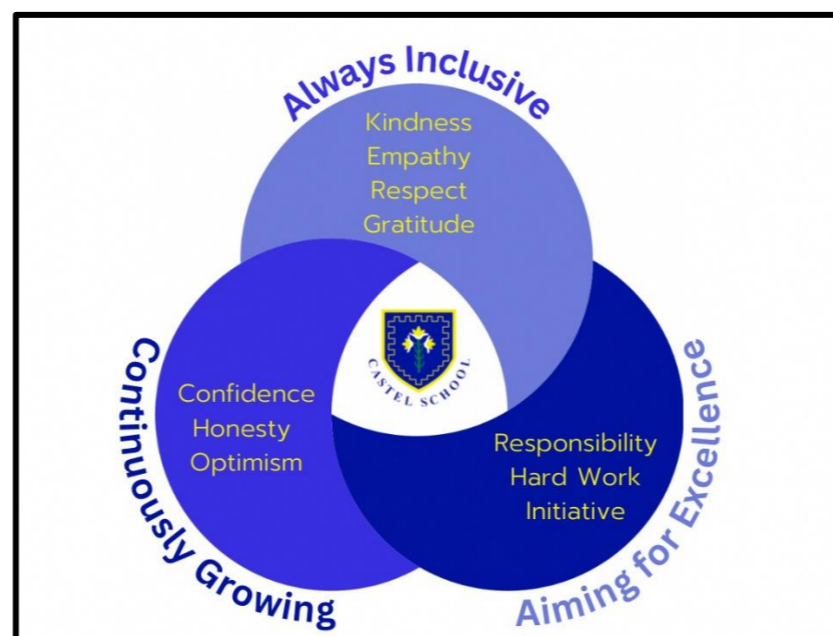 Always Inclusive
Kindness
Empathy
Respect
Gratitude
Continuously Growing
Confidence
Honesty
Optimism
CASTEL SCHOOL
Responsibility
Hard Work
Initiative
Aiming for Excellence